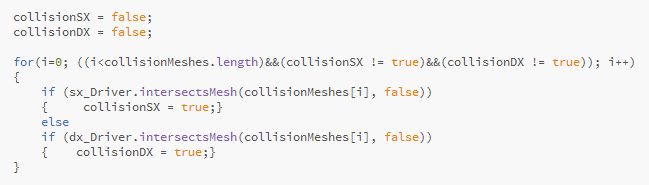 collisionSX = false;
collisionDX = false;
for(i=0; ((i<collisionMeshes.length)&&(collisionSX != true)&&(collisionDX != true)); i++)
{
    if (sx_Driver.intersectsMesh(collisionMeshes[i], false))
    {     collisionSX = true;}
    else
    if (dx_Driver.intersectsMesh(collisionMeshes[i], false))
    {    collisionDX = true;}
}